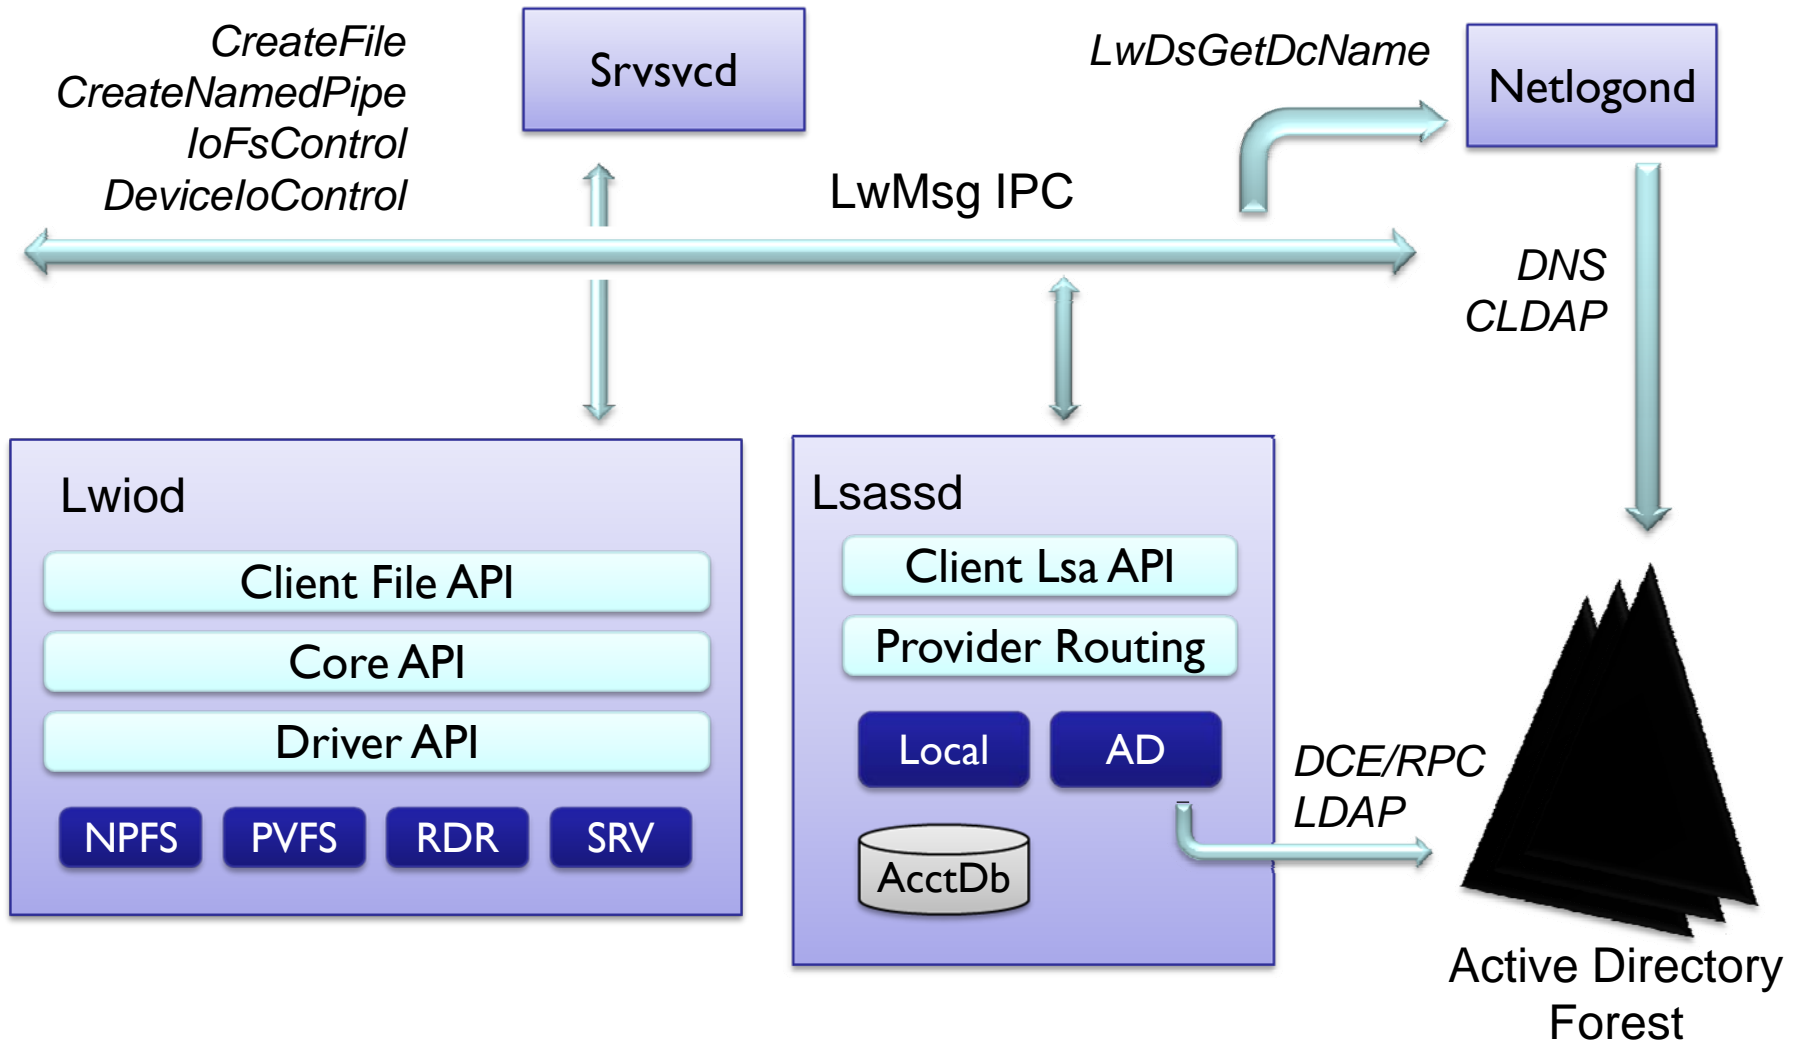 CreateFile
CreateNamedPipe
IoFsControl
DeviceIoControl
Srvsvcd
LwDsGetDcName
Netlogond
LwMsg IPC
DNS
CLDAP
Lwiod
Client File API
Core API
Driver API
NPFS
PVFS
RDR
SRV
Lsassd
Client Lsa API
Provider Routing
Local
AD
AcctDb
DCE/RPC
LDAP
Active Directory
Forest